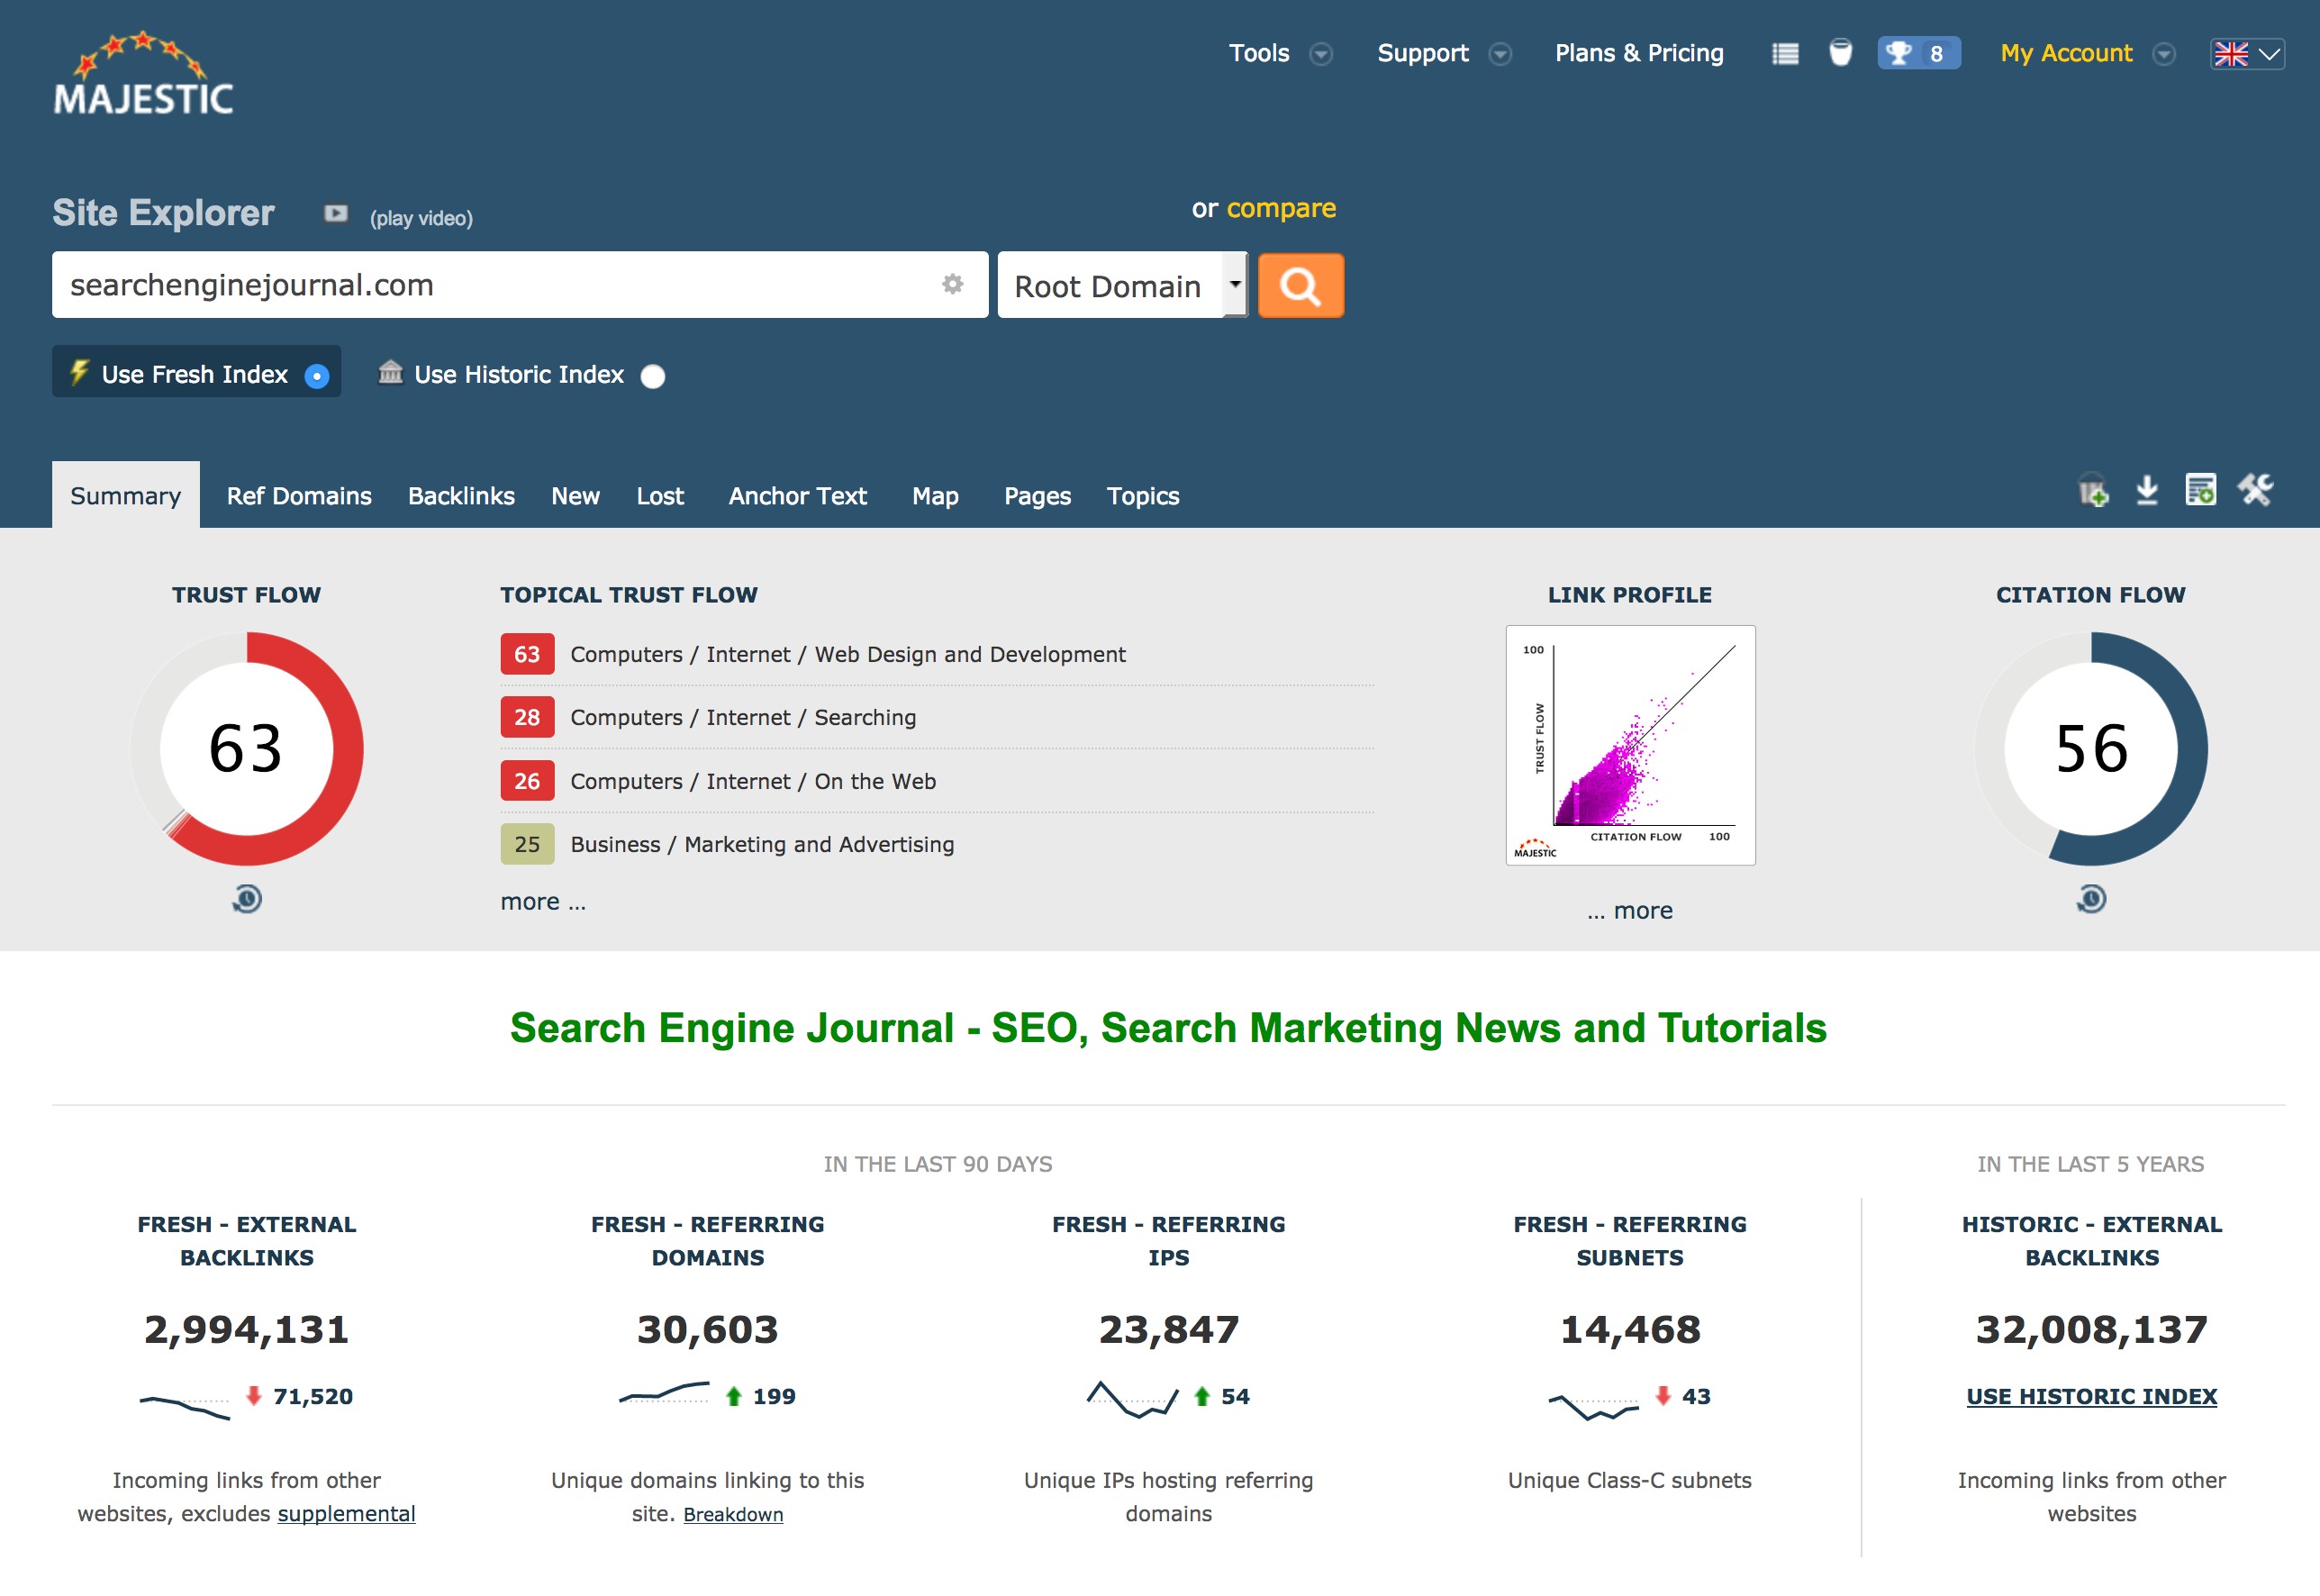 MAJESTIC
Tools Support Plans & Pricing 8 My Account
Site Explorer (play video) or compare
searchenginejournal.com Root Domain
Use Fresh Index Use Historic Index
Summary Ref Domains Backlinks New Lost Anchor Text Map Pages Topics
TRUST FLOW
63
TOPICAL TRUST FLOW
63 Computers / Internet / Web Design and Development
28 Computers / Internet / Searching
26 Computers / Internet / On the Web
25 Business / Marketing and Advertising
more ...
LINK PROFILE
100
TRUST FLOW
CITATION FLOW 100
MAJESTIC
... more
CITATION FLOW
56
Search Engine Journal - SEO, Search Marketing News and Tutorials
IN THE LAST 90 DAYS
FRESH - EXTERNAL
BACKLINKS
2,994,131
71,520
Incoming links from other
websites, excludes supplemental
FRESH - REFERRING
DOMAINS
30,603
199
Unique domains linking to this
site. Breakdown
FRESH - REFERRING
IPS
23,847
54
Unique IPs hosting referring
domains
FRESH - REFERRING
SUBNETS
14,468
43
Unique Class-C subnets
IN THE LAST 5 YEARS
HISTORIC - EXTERNAL
BACKLINKS
32,008,137
USE HISTORIC INDEX
Incoming links from other
websites